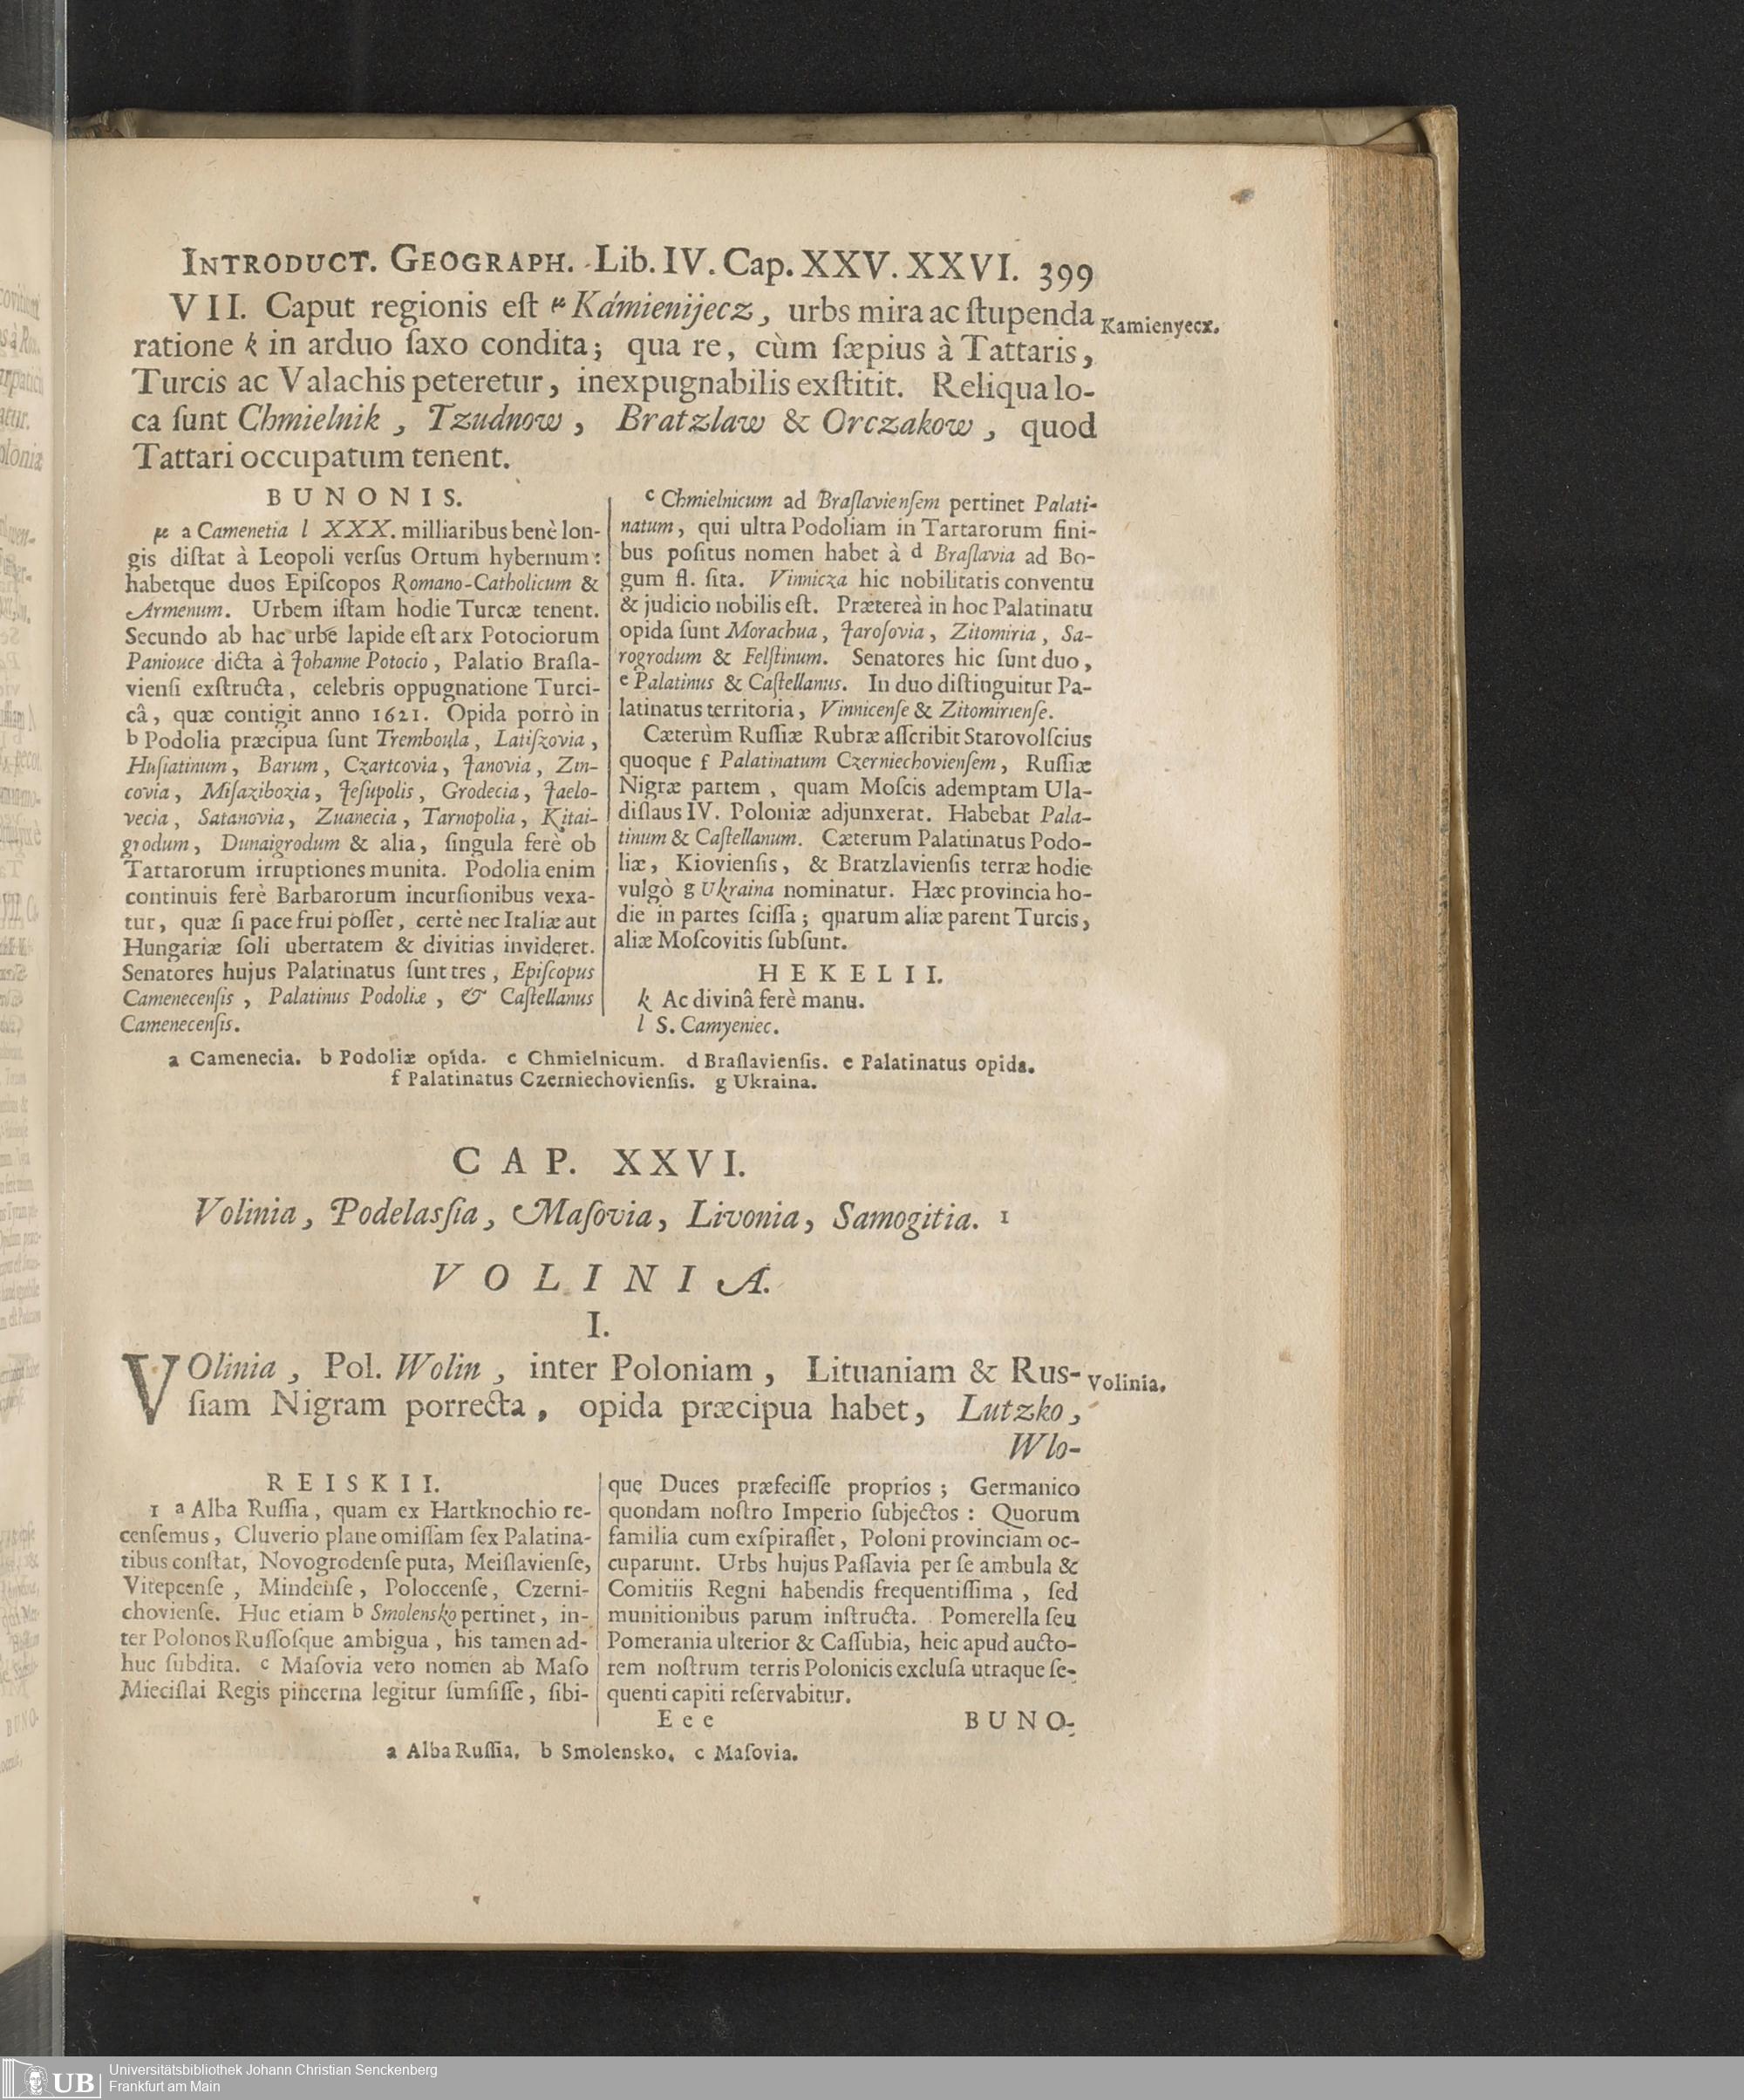 INTRODUCT. GEOGRAPH. Lib. IV. Cap. XXV. XXVI. 399
VII. Caput regionis eſt μ Kámienijecz, urbs mira ac ſtupenda
Kamienyecz.
ratione k in arduo ſaxo condita; qua re, cùm ſæpius à Tattaris,
Turcis ac Valachis peteretur, inexpugnabilis exſtitit. Reliqua lo-
ca ſunt Chmielnik, Tzudnow, Bratzlaw & Orczakow, quod
Tattari occupatum tenent.
BUNONIS.
μ a Camenetia l XXX. milliaribus benè lon-
gis diſtat à Leopoli verſus Ortum hybernum:
habetque duos Epiſcopos Romano-Catholicum &
Armenum. Urbem iſtam hodie Turcæ tenent.
Secundo ab hac urbe lapide eſt arx Potociorum
Paniouce dicta à Johanne Potocio, Palatio Braſla-
vienſi exſtructa, celebris oppugnatione Turci-
câ, quæ contigit anno 1621. Opida porrò in
b Podolia præcipua ſunt Tremboula, Latiſzovia,
Huſiatinum, Barum, Czartcovia, Janovia, Zin-
covia, Miſazibozia, Jeſupolis, Grodecia, Jaelo-
vecia, Satanovia, Zuanecia, Tarnopolia, Kitai-
grodum, Dunaigrodum & alia, ſingula ferè ob
Tartarorum irruptiones munita. Podolia enim
continuis ferè Barbarorum incurſionibus vexa-
tur, quæ ſi pace frui poſſet, certè nec Italiæ aut
Hungariæ ſoli ubertatem & divitias invideret.
Senatores hujus Palatinatus ſunt tres, Epiſcopus
Camenecenſis, Palatinus Podoliæ, & Caſtellanus
Camenecenſis.
c Chmielnicum ad Braſlavienſem pertinet Palati-
natum, qui ultra Podoliam in Tartarorum fini-
bus poſitus nomen habet à d Braſlavia ad Bo-
gum fl. ſita. Vinnicza hic nobilitatis conventu
& judicio nobilis eſt. Prætereà in hoc Palatinatu
opida ſunt Morachua, Jaroſovia, Zitomiria, Sa-
rogrodum & Felſtinum. Senatores hic ſunt duo,
e Palatinus & Caſtellanus. In duo diſtinguitur Pa-
latinatus territoria, Vinnicenſe & Zitomirienſe.
Cæterùm Ruſſiæ Rubræ aſſcribit Starovolſcius
quoque f Palatinatum Czerniechovienſem, Ruſſiæ
Nigræ partem, quam Moſcis ademptam Ula-
diſlaus IV. Poloniæ adjunxerat. Habebat Pala-
tinum & Caſtellanum. Cæterum Palatinatus Podo-
liæ, Kiovienſis, & Bratzlavienſis terræ hodie
vulgò g Ukraina nominatur. Hæc provincia ho-
die in partes ſciſſa; quarum aliæ parent Turcis,
aliæ Moſcovitis ſubſunt.
HEKELII.
k Ac divinâ ferè manu.
l S. Camyeniec.
a Camenecia. b Podoliæ opida. c Chmielnicum. d Braſlavienſis. e Palatinatus opida.
f Palatinatus Czerniechovienſis. g Ukraina.
CAP. XXVI.
Volinia, Podelasſia, Maſovia, Livonia, Samogitia. 1
VOLINIA.
I.
VOlinia, Pol. Wolin, inter Poloniam, Lituaniam & Rus-
Volinia.
ſiam Nigram porrecta, opida præcipua habet, Lutzko,
Wlo-
REISKII.
1 a Alba Ruſſia, quam ex Hartknochio re-
cenſemus, Cluverio plane omiſſam ſex Palatina-
tibus conſtat, Novogrodenſe puta, Meiſlavienſe,
Vitepcenſe, Mindenſe, Poloccenſe, Czerni-
chovienſe. Huc etiam b Smolensko pertinet, in-
ter Polonos Ruſſoſque ambigua, his tamen ad-
huc ſubdita. c Maſovia vero nomen ab Maſo
Mieciſlai Regis pincerna legitur ſumſiſſe, ſibi-
que Duces præfeciſſe proprios; Germanico
quondam noſtro Imperio ſubjectos: Quorum
familia cum exſpiraſſet, Poloni provinciam oc-
cuparunt. Urbs hujus Paſſavia per ſe ambula &
Comitiis Regni habendis frequentiſſima, ſed
munitionibus parum inſtructa. Pomerella ſeu
Pomerania ulterior & Caſſubia, heic apud aucto-
rem noſtrum terris Polonicis excluſa utraque ſe-
quenti capiti reſervabitur.
Eee BUNO-
a Alba Ruſſia. b Smolensko. c Maſovia.
UB Universitätsbibliothek Johann Christian Senckenberg
Frankfurt am Main